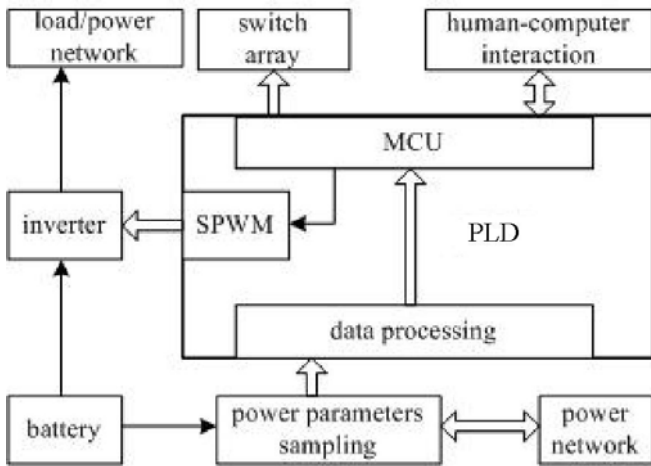 load/power
network
switch
array
human-computer
interaction
MCU
inverter
SPWM
PLD
data processing
battery
power parameters
sampling
power
network